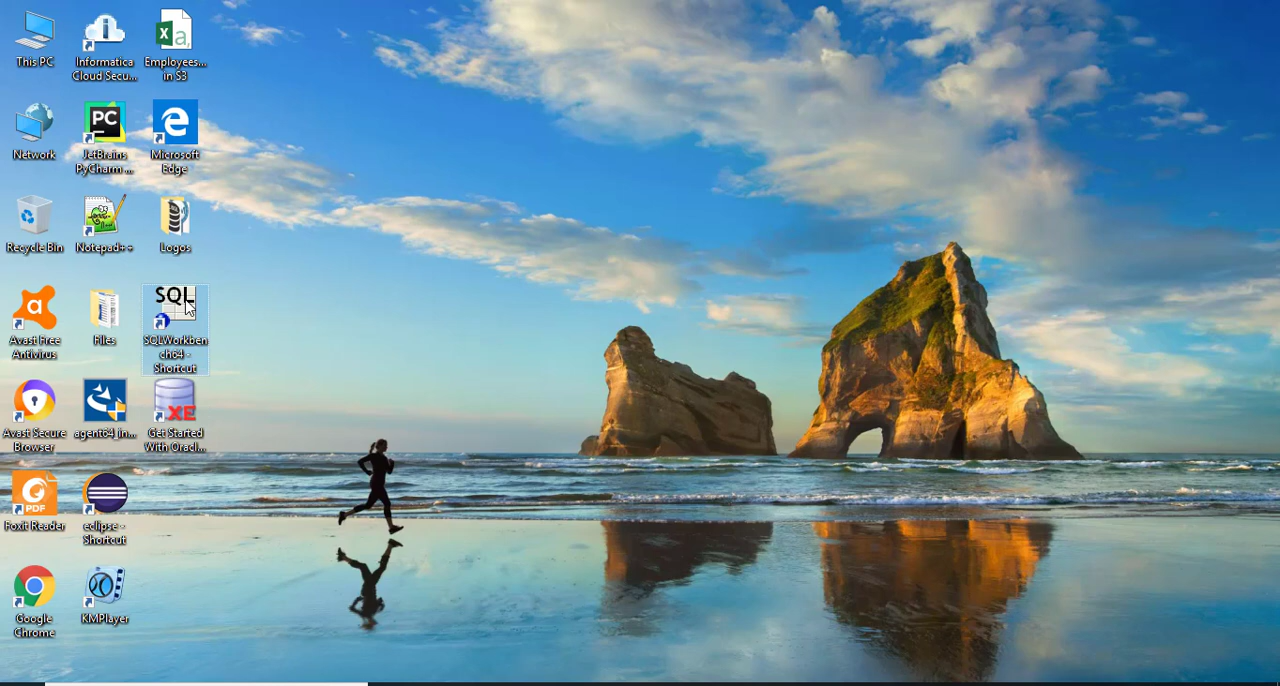 This PC
Informatica
Cloud Secu...
Employees...
in S3
a,
Network
PC
JetBrains
PyCharm ...
Microsoft
Edge
Recycle Bin
Notepad++
Logos
Avast Free
Antivirus
Files
SQL
SQLWorkben
ch64 -
Shortcut
Avast Secure
Browser
agent64_in...
XE
Get Started
With Oracl...
PDF
Foxit Reader
eclipse -
Shortcut
Google
Chrome
KMPlayer